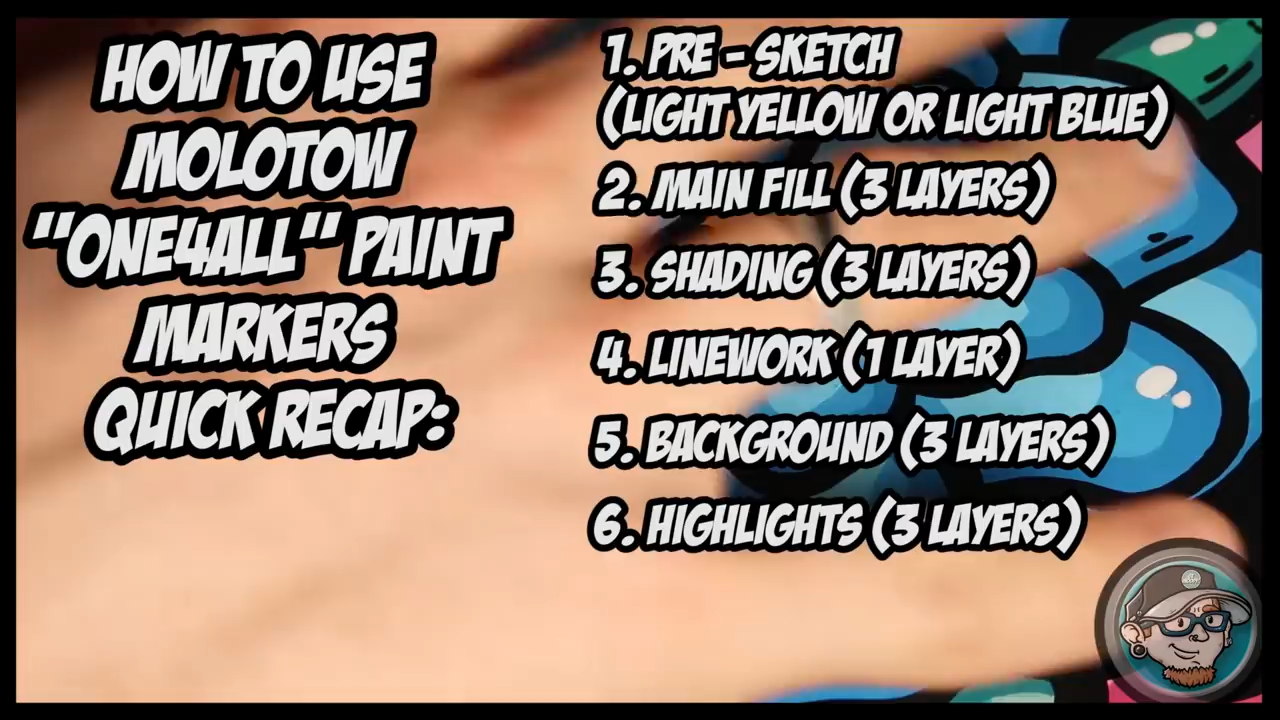 HOW TO USE
MOLOTOW
"ONE4ALL" PAINT
MARKERS
QUICK RECAP:
1. PRE - SKETCH
(LIGHT YELLOW OR LIGHT BLUE)
2. MAIN FILL (3 LAYERS)
3. SHADING (3 LAYERS)
4. LINEWORK (1 LAYER)
5. BACKGROUND (3 LAYERS)
6. HIGHLIGHTS (3 LAYERS)